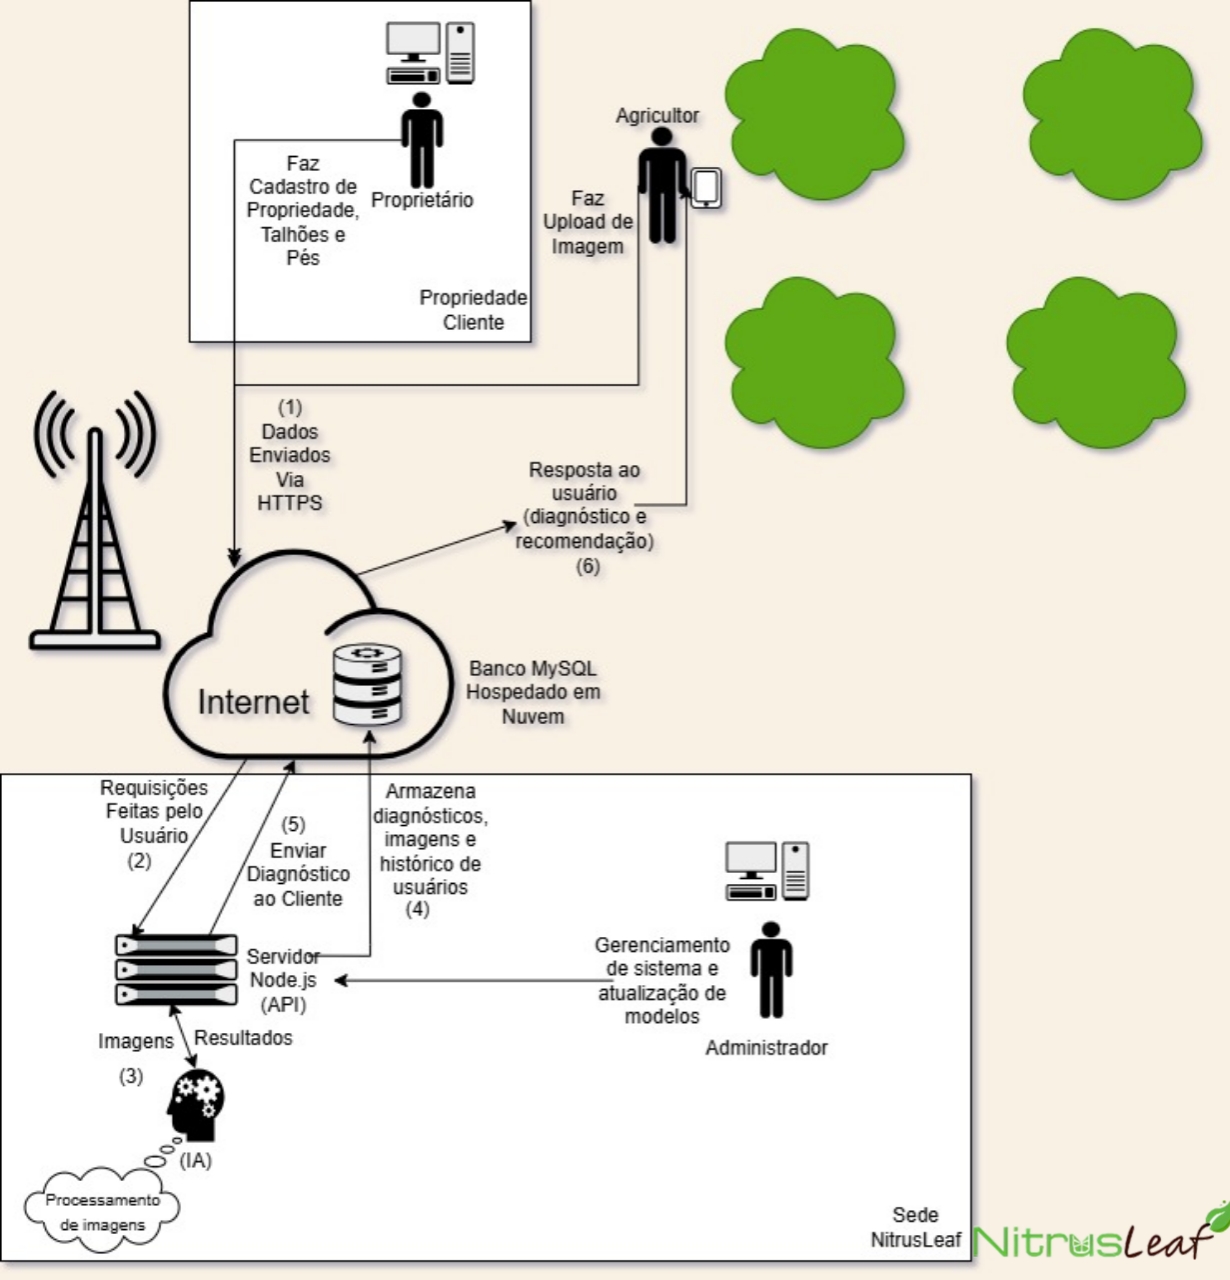 Faz
Cadastro de
Propriedade,
Talhões e
Pés
Proprietário
Propriedade
Cliente
Agricultor
Faz
Upload de
Imagem
(1)
Dados
Enviados
Via
HTTPS
Resposta ao
usuário
(diagnóstico e
recomendação)
(6)
Internet
Banco MySQL
Hospedado em
Nuvem
Requisições
Feitas pelo
Usuário
(2)
(5)
Enviar
Diagnóstico
ao Cliente
Armazena
diagnósticos,
imagens e
histórico de
usuários
(4)
Servidor
Node.js
(API)
Gerenciamento
de sistema e
atualização de
modelos
Administrador
Imagens
Resultados
(3)
(IA)
Processamento
de imagens
Sede
NitrusLeaf
NitrusLeaf